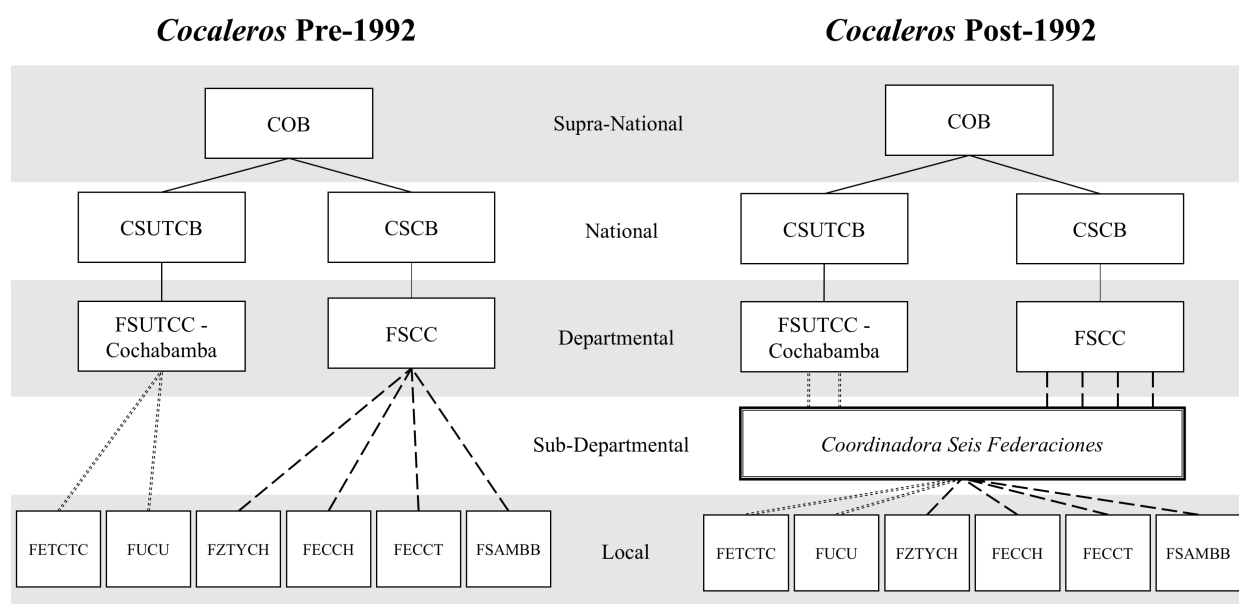 Cocaleros Pre-1992
Cocaleros Post-1992
COB
Supra-National
COB
CSUTCB
CSCB
National
CSUTCB
CSCB
FSUTCC -
Cochabamba
FSCC
Departmental
FSUTCC -
Cochabamba
FSCC
Sub-Departmental
Coordinadora Seis Federaciones
FETCTC
FUCU
FZTYCH
FECCH
FECCT
FSAMBB
Local
FETCTC
FUCU
FZTYCH
FECCH
FECCT
FSAMBB